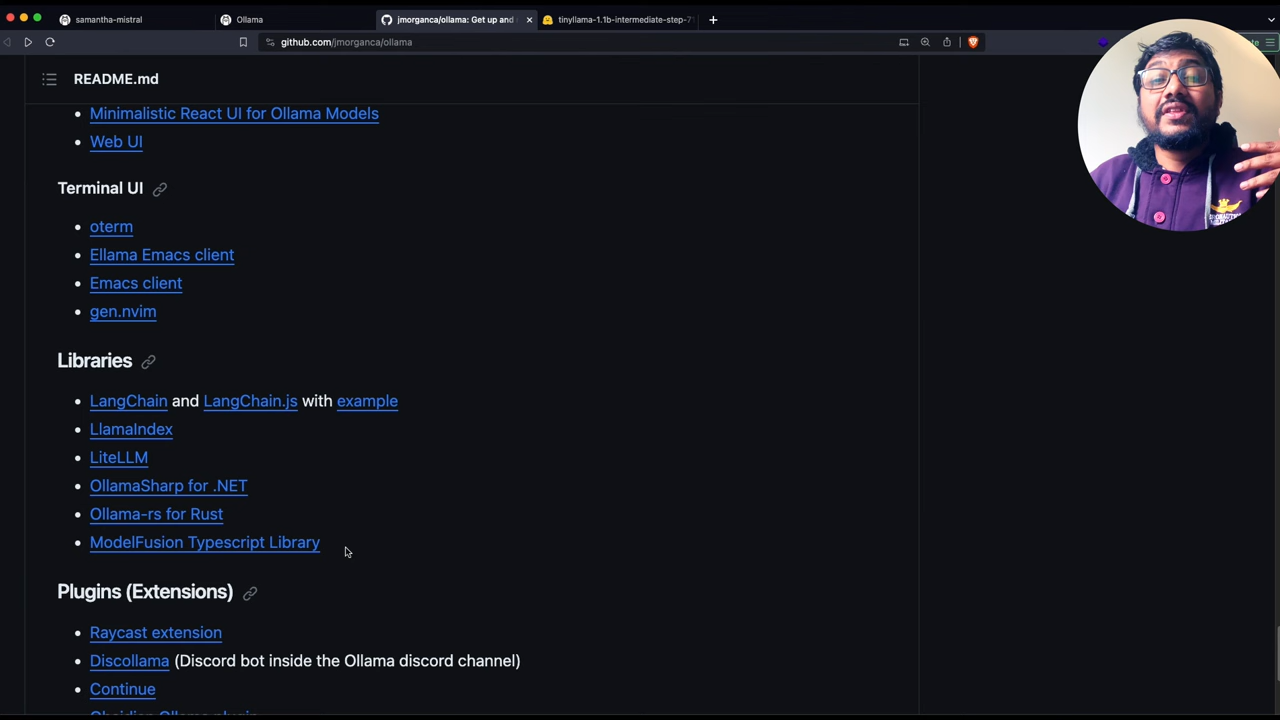 samantha-mistral
Ollama
jmorganca/ollama: Get up and
tinyllama-1.1b-intermediate-step-7
github.com/jmorganca/ollama
README.md
Minimalistic React UI for Ollama Models
Web UI
Terminal UI
oterm
Ellama Emacs client
Emacs client
gen.nvim
Libraries
LangChain and LangChain.js with example
LlamaIndex
LiteLLM
OllamaSharp for .NET
Ollama-rs for Rust
ModelFusion Typescript Library
Plugins (Extensions)
Raycast extension
Discollama (Discord bot inside the Ollama discord channel)
Continue
Obsidian Ollama plugin